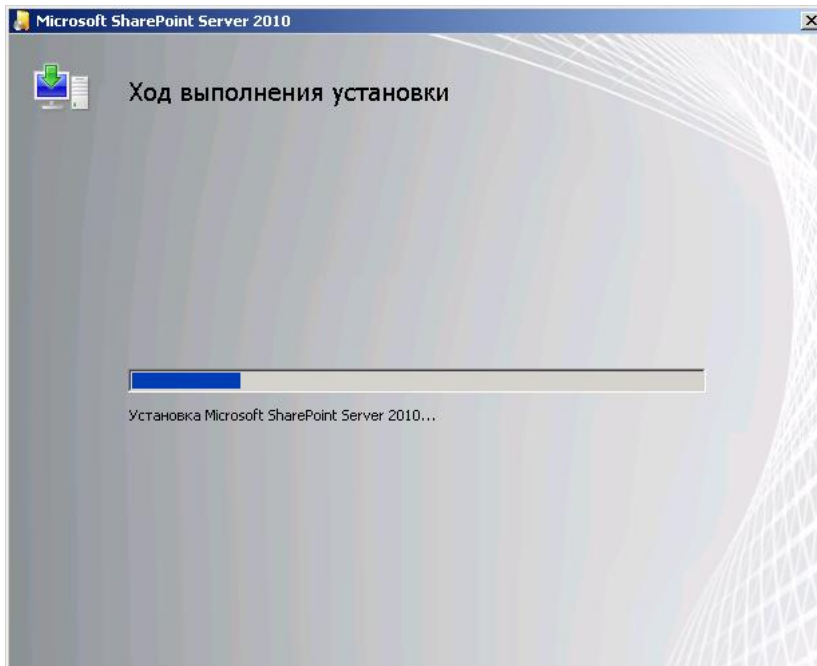 Microsoft SharePoint Server 2010
Ход выполнения установки
Установка Microsoft SharePoint Server 2010...